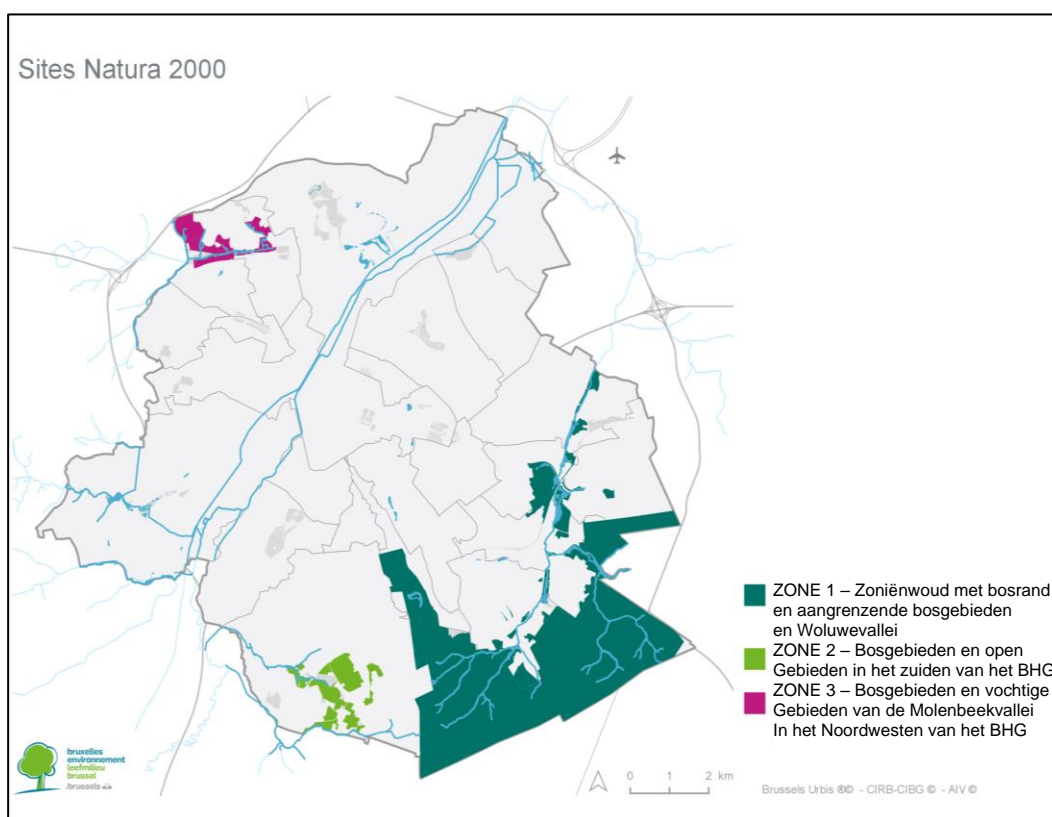 Sites Natura 2000
ZONE 1 – Zoniënwoud met bosrand
en aangrenzende bosgebieden
en Woluwevallei
ZONE 2 – Bosgebieden en open
Gebieden in het zuiden van het BHG
ZONE 3 – Bosgebieden en vochtige
Gebieden van de Molenbeekvallei
In het Noordwesten van het BHG
bruxelles
environnement
leefmilieu
brussel
.brussels
0 1 2 km
Brussels Urbis ®© - CIRB-CIBG © - AIV ©